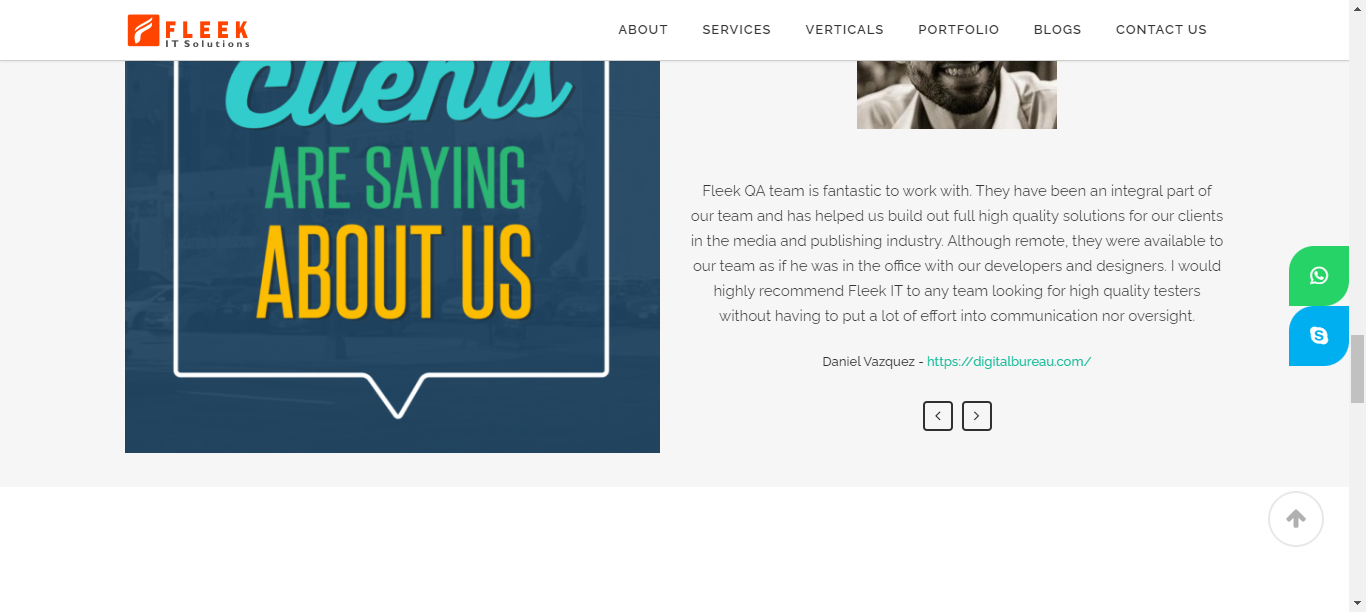 FLEEK
IT Solutions
ABOUT
SERVICES
VERTICALS
PORTFOLIO
BLOGS
CONTACT US
clients
ARE SAYING
ABOUT US
Fleek QA team is fantastic to work with. They have been an integral part of
our team and has helped us build out full high quality solutions for our clients
in the media and publishing industry. Although remote, they were available to
our team as if he was in the office with our developers and designers. I would
highly recommend Fleek IT to any team looking for high quality testers
without having to put a lot of effort into communication nor oversight.
Daniel Vazquez - https://digitalbureau.com/